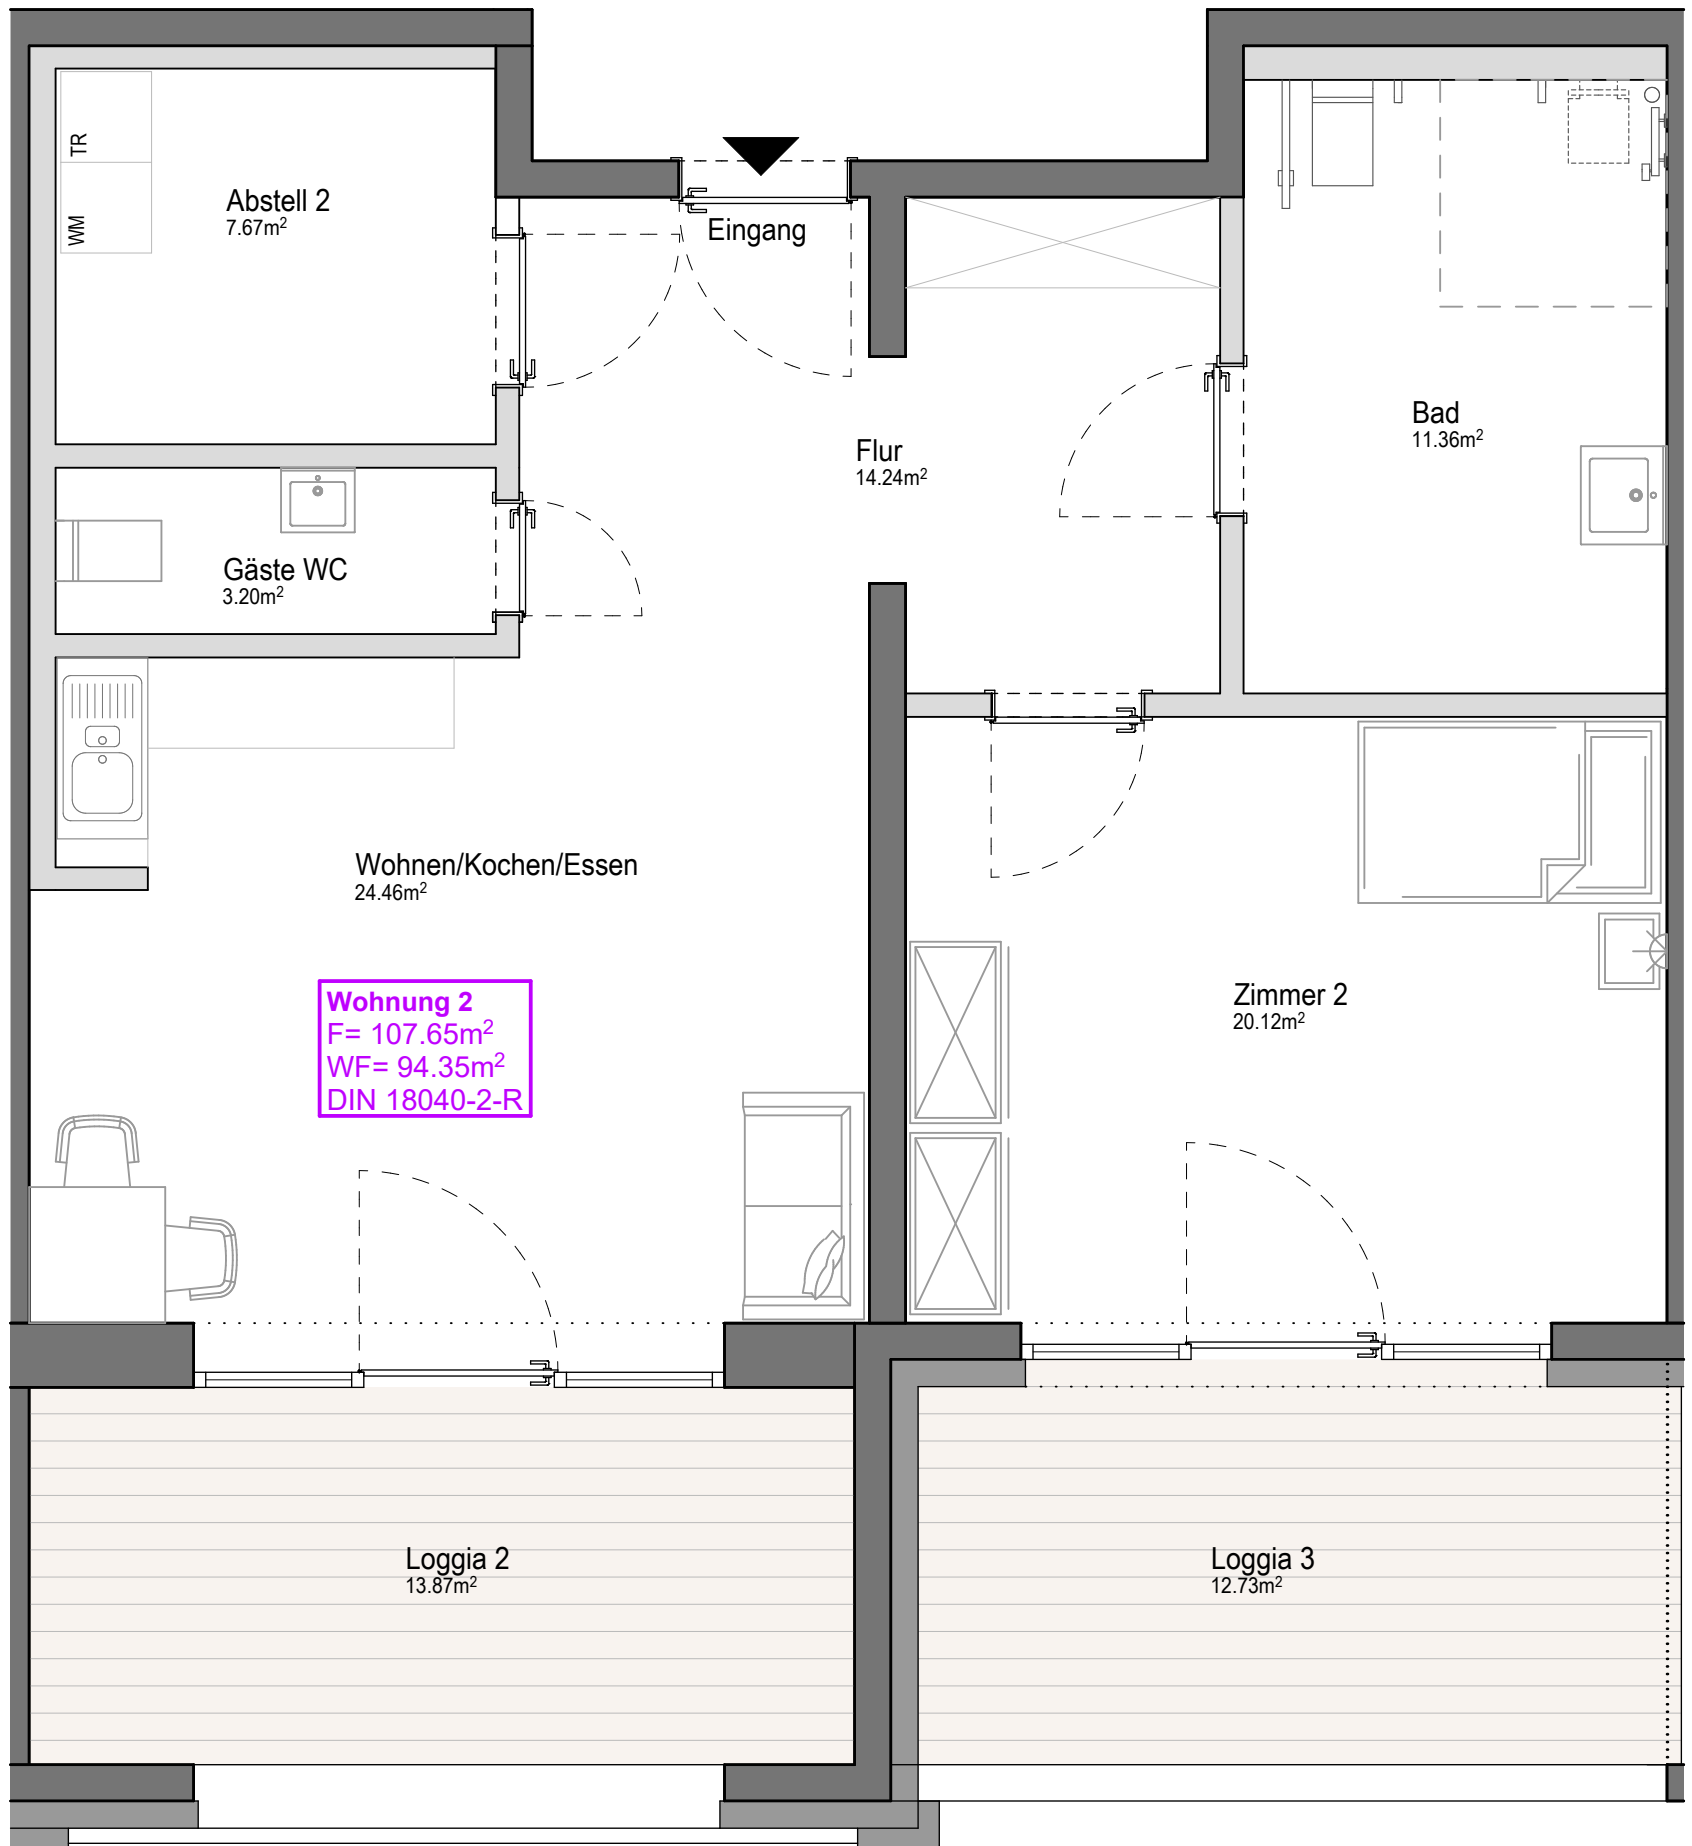 TR
WM
Abstell 2
7.67m²
Eingang
Flur
14.24m²
Bad
11.36m²
Gäste WC
3.20m²
Wohnen/Kochen/Essen
24.46m²
Wohnung 2
F= 107.65m²
WF= 94.35m²
DIN 18040-2-R
Zimmer 2
20.12m²
Loggia 2
13.87m²
Loggia 3
12.73m²